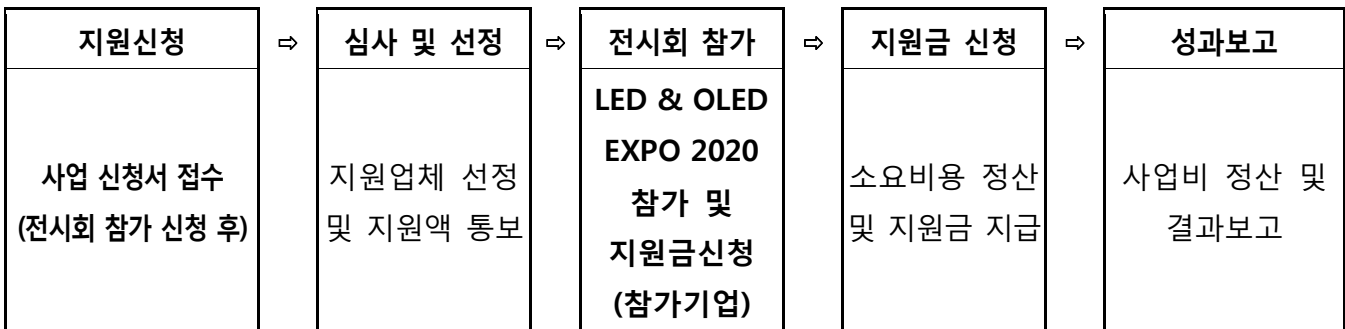 지원신청 ⇨ 심사 및 선정 ⇨ 전시회 참가 ⇨ 지원금 신청 ⇨ 성과보고
사업 신청서 접수
(전시회 참가 신청 후)
지원업체 선정
및 지원액 통보
LED & OLED
EXPO 2020
참가 및
지원금신청
(참가기업)
소요비용 정산
및 지원금 지급
사업비 정산 및
결과보고